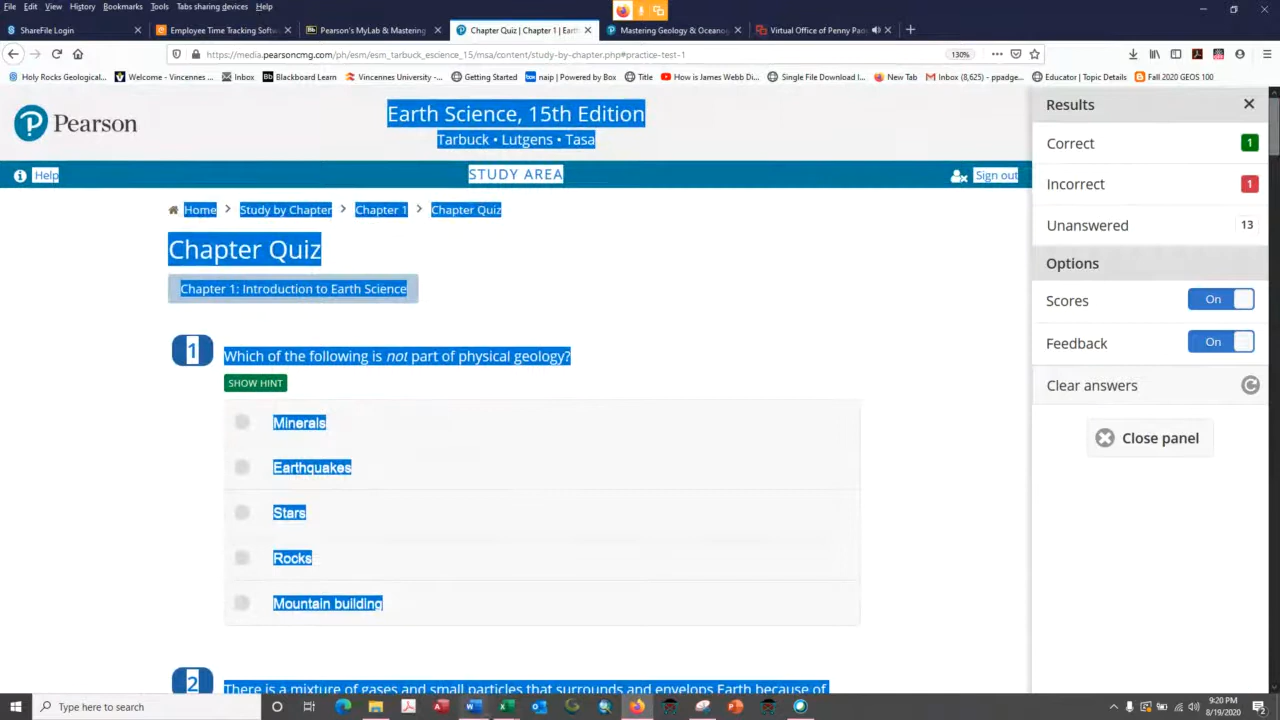 File Edit View History Bookmarks Tools Tabs sharing devices Help
ShareFile Login Employee Time Tracking Softw Pearson's MyLab & Mastering Chapter Quiz | Chapter 1 | Eart Mastering Geology & Oceanog Virtual Office of Penny Pao
https://media.pearsoncmg.com/ph/esm/esm_tarbuck_escience_15/msa/content/study-by-chapter.php#practice-test-1 130%
Holy Rocks Geological... Welcome - Vincennes ... Inbox Blackboard Learn Vincennes University -... Getting Started naip | Powered by Box Title How is James Webb Di... Single File Download I... New Tab Inbox (8,625) - ppadge... Educator | Topic Details Fall 2020 GEOS 100
Pearson
Earth Science, 15th Edition
Tarbuck • Lutgens • Tasa
Help STUDY AREA Sign out
Home Study by Chapter Chapter 1 Chapter Quiz
Chapter Quiz
Chapter 1: Introduction to Earth Science
1 Which of the following is not part of physical geology?
SHOW HINT
Minerals
Earthquakes
Stars
Rocks
Mountain building
2 There is a mixture of gases and small particles that surrounds and envelops Earth because of
Results
Correct 1
Incorrect 1
Unanswered 13
Options
Scores On
Feedback On
Clear answers
Close panel
Type here to search
9:20 PM
8/19/2020
2